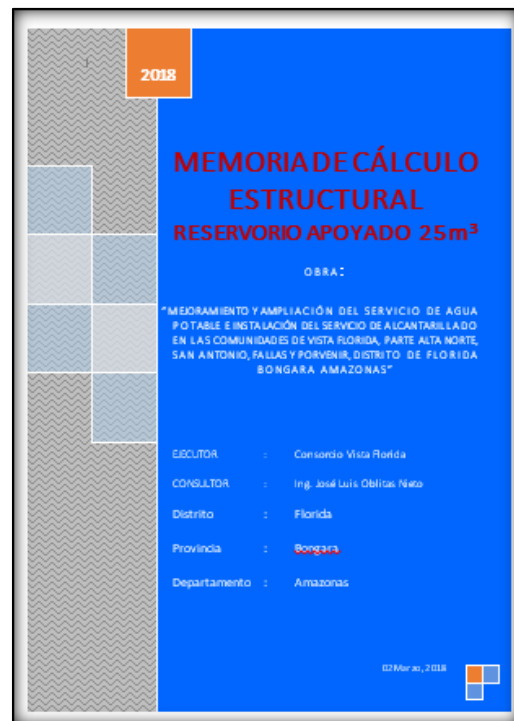 2018
MEMORIA DE CÁLCULO
ESTRUCTURAL
RESERVORIO APOYADO 25m³
OBRA:
"MEJORAMIENTO Y AMPLIACIÓN DEL SERVICIO DE AGUA
POTABLE E INSTALACIÓN DEL SERVICIO DE ALCANTARILLADO
EN LAS COMUNIDADES DE VISTA FLORIDA, PARTE ALTA NORTE,
SAN ANTONIO, FALLAS Y PORVENIR, DISTRITO DE FLORIDA
BONGARA AMAZONAS"
EJECUTOR : Consorcio Vista Florida
CONSULTOR : Ing. José Luis Oblitas Nieto
Distrito : Florida
Provincia : Bongara
Departamento : Amazonas
02 Marzo, 2018